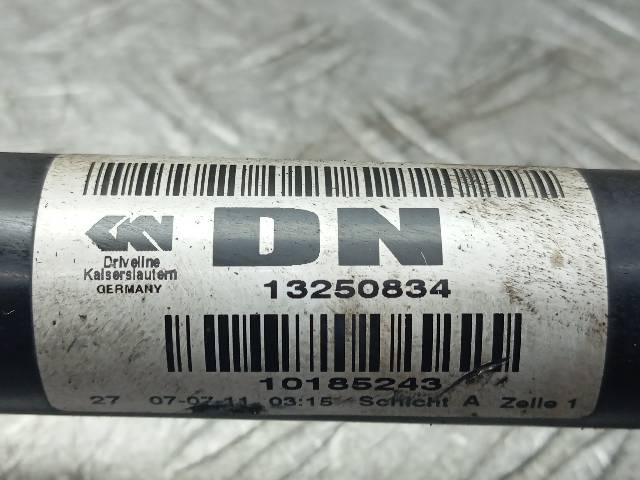 DN
Driveline
Kaiserslautern
GERMANY
13250834
10185243
27 07-07-11 03:15 Schicht A Zelle 1